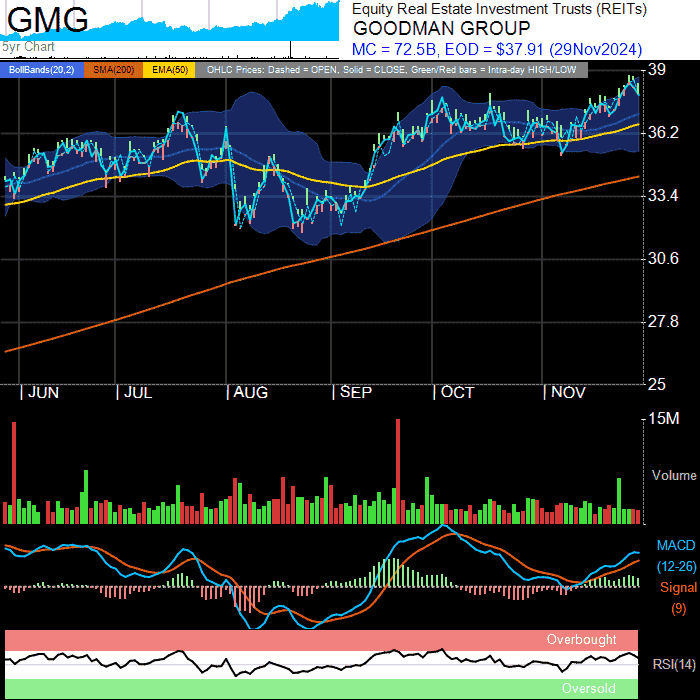 GMG
5yr Chart
Equity Real Estate Investment Trusts (REITs)
GOODMAN GROUP
MC = 72.5B, EOD = $37.91 (29Nov2024)
BollBands(20,2) SMA(200) EMA(50) OHLC Prices: Dashed = OPEN, Solid = CLOSE, Green/Red bars = Intra-day HIGH/LOW
39
36.2
33.4
30.6
27.8
25
JUN JUL AUG SEP OCT NOV
15M
Volume
MACD
(12-26)
Signal
(9)
Overbought
RSI(14)
Oversold